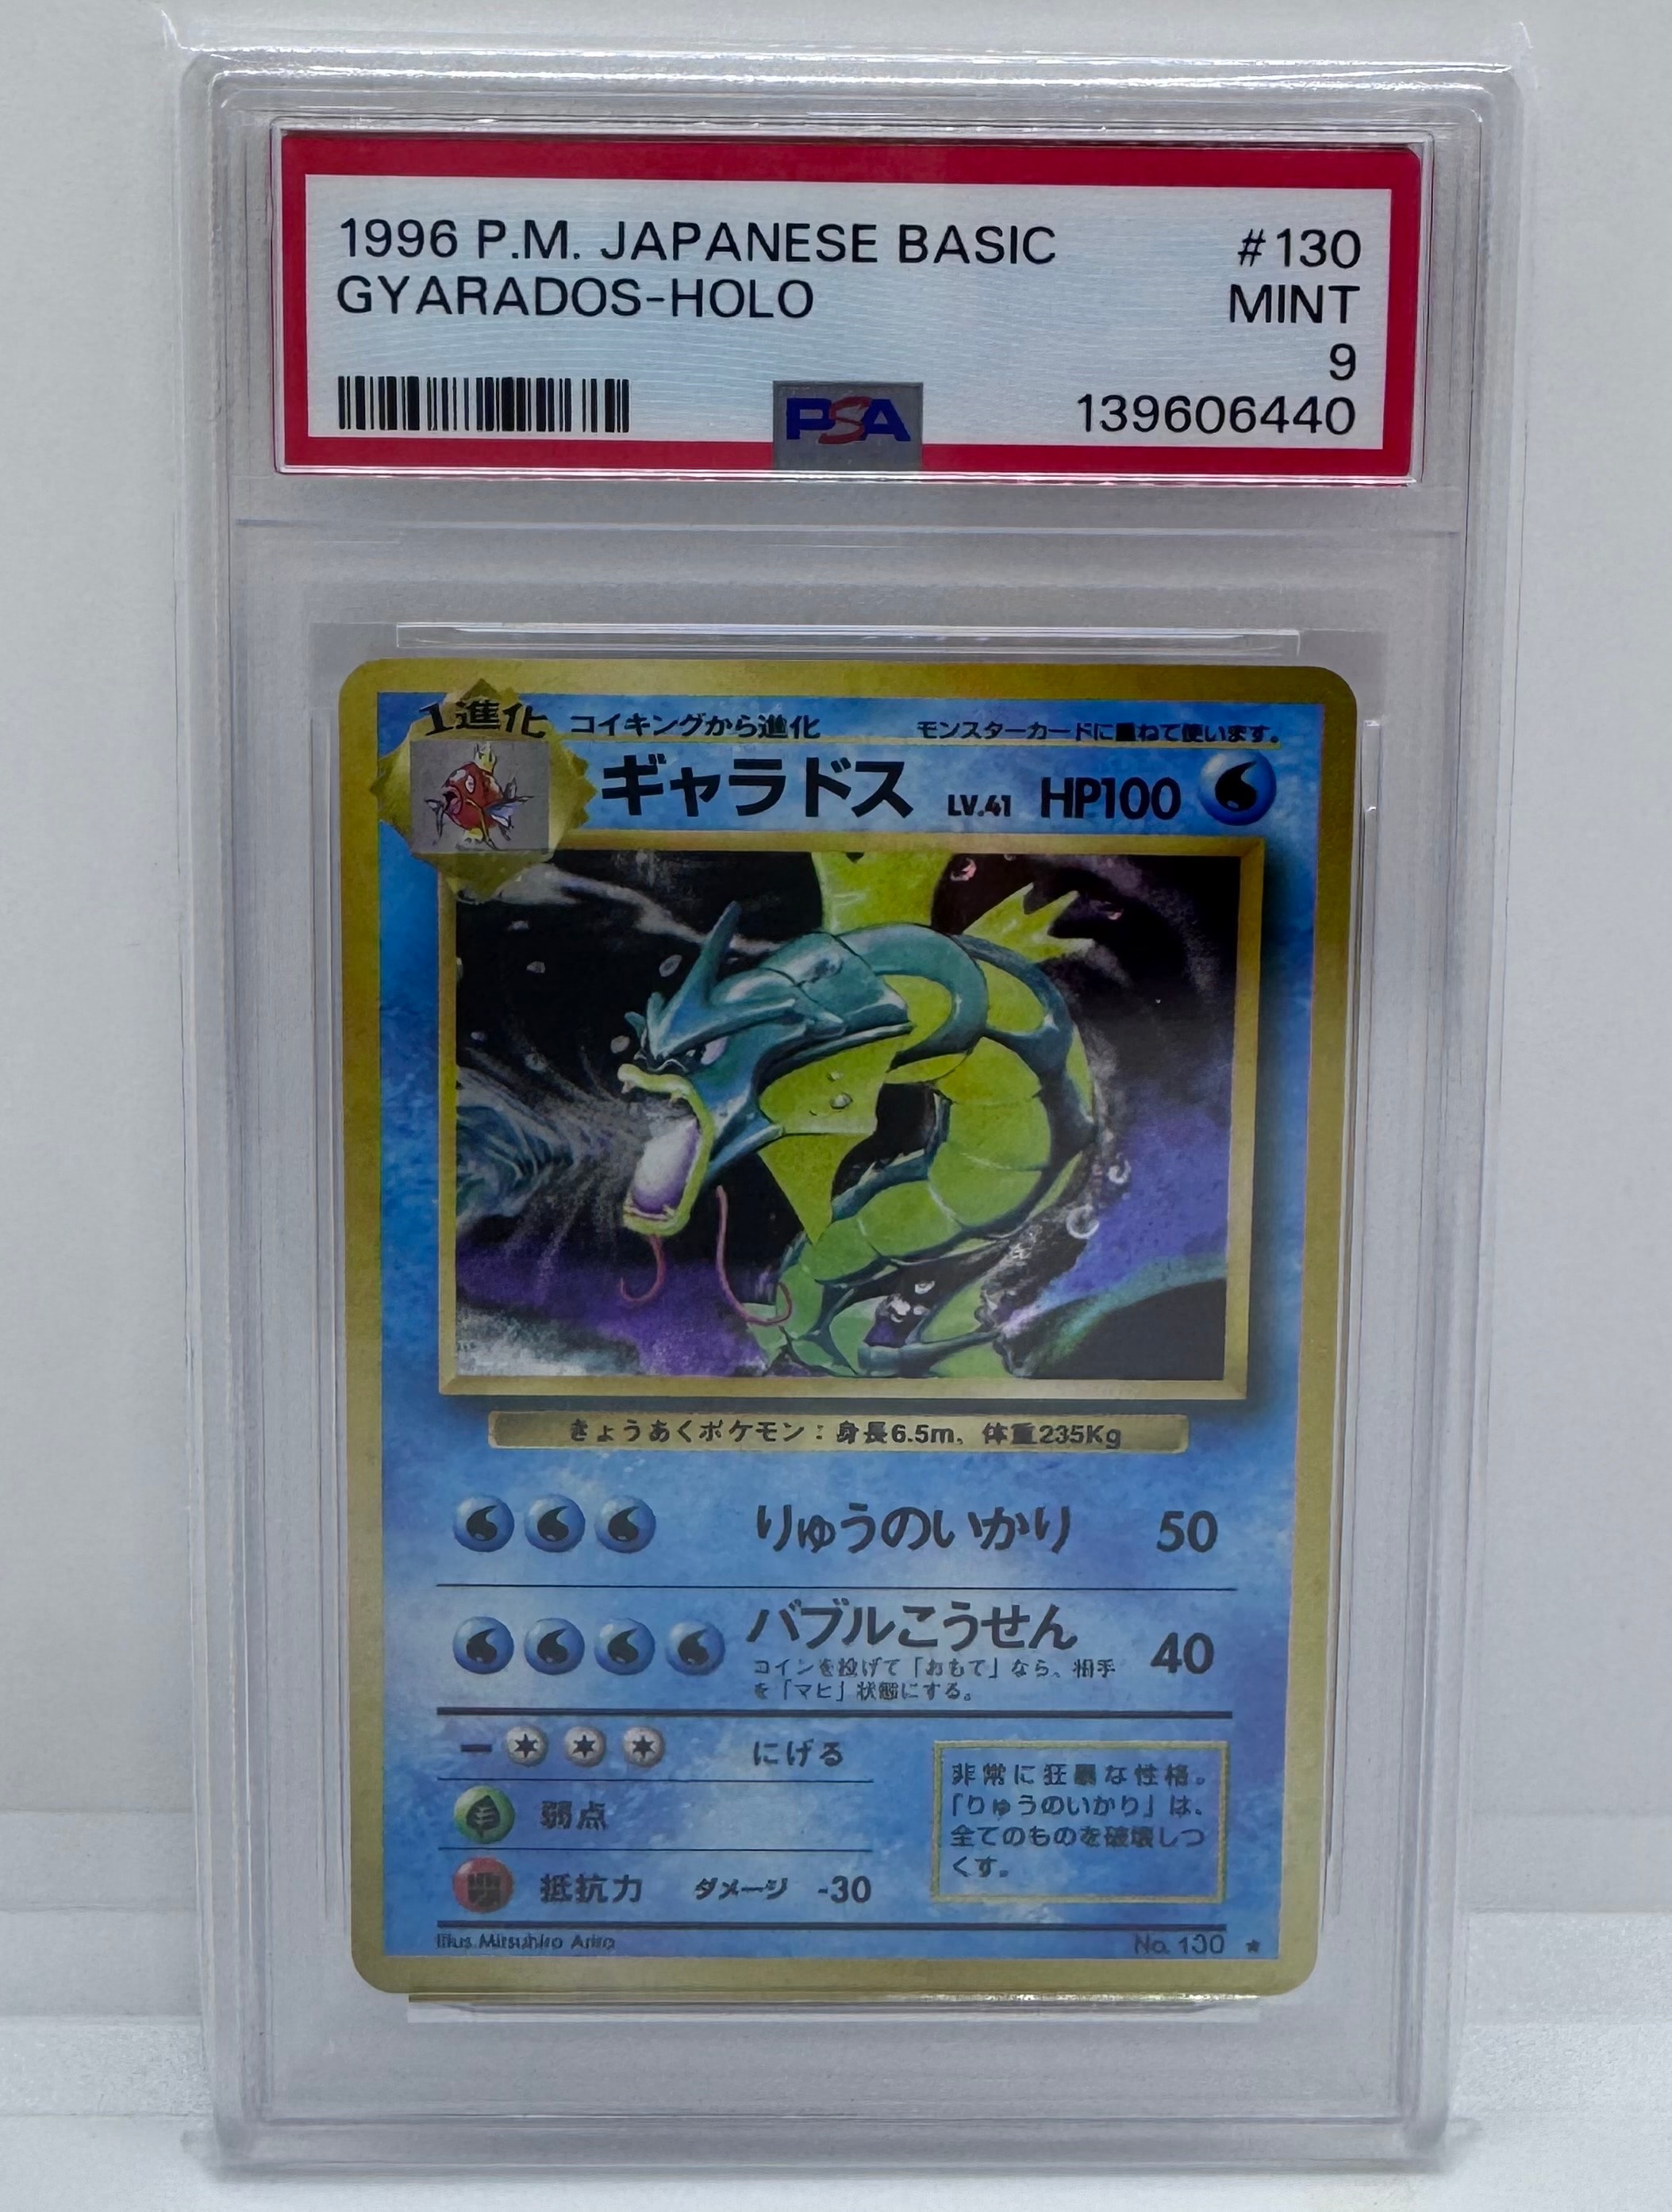 1996 P.M. JAPANESE BASIC #130
GYARADOS-HOLO MINT
9
PSA 139606440
1進化 コイキングから進化 モンスターカードに重ねて使います。
ギャラドス LV.41 HP100
きょうあくポケモン：身長6.5m、体重235Kg
りゅうのいかり 50
バブルこうせん 40
コインを投げて「おもて」なら、相手
を「マヒ」状態にする。
にげる
弱点
抵抗力 ダメージ -30
非常に狂暴な性格。
「りゅうのいかり」は、
全てのものを破壊しつ
くす。
Illus. Mitsuhiro Arita No. 130 ★